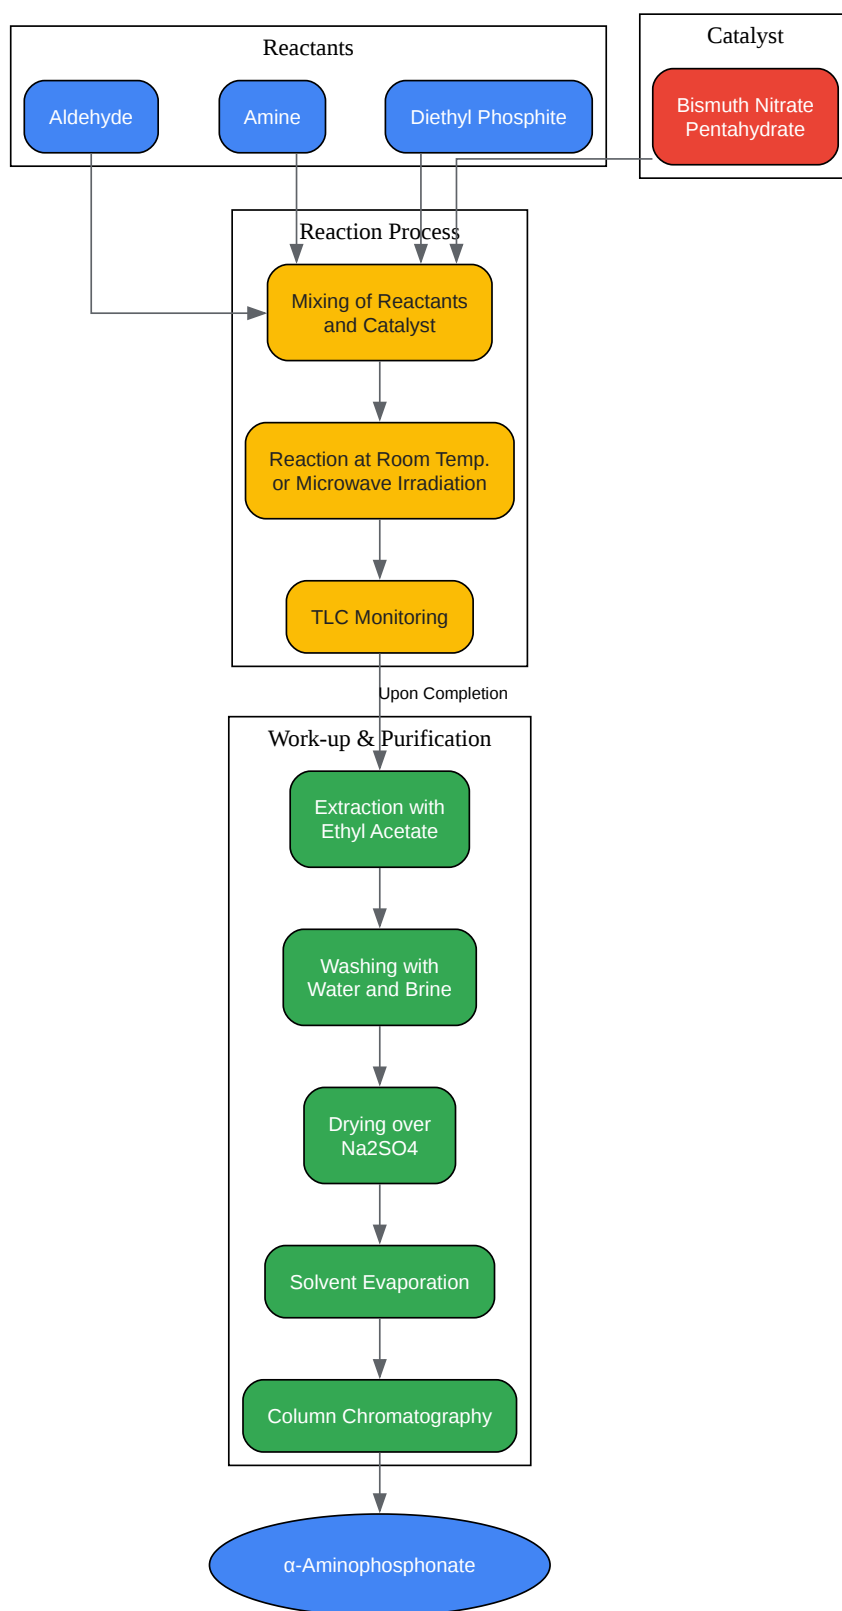 Reactants
Catalyst
Aldehyde
Amine
Diethyl Phosphite
Bismuth Nitrate
Pentahydrate
Reaction Process
Mixing of Reactants
and Catalyst
Reaction at Room Temp.
or Microwave Irradiation
TLC Monitoring
Upon Completion
Work-up & Purification
Extraction with
Ethyl Acetate
Washing with
Water and Brine
Drying over
Na2SO4
Solvent Evaporation
Column Chromatography
α-Aminophosphonate